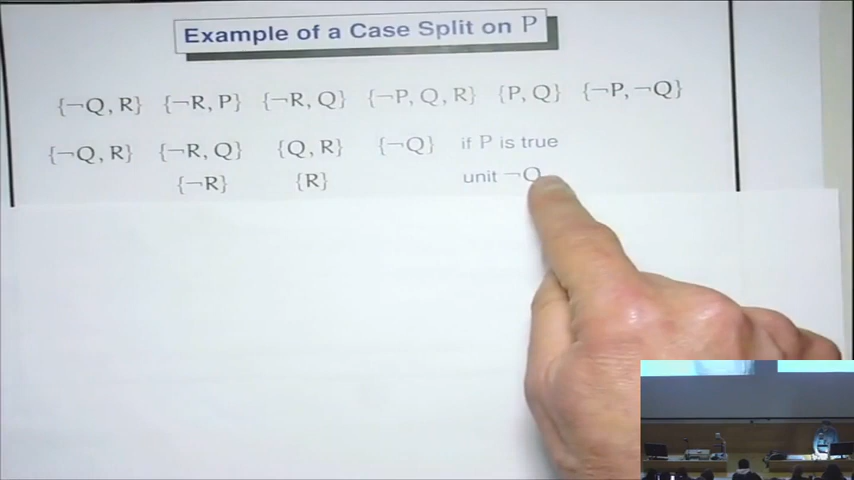 Example of a Case Split on P
{¬Q, R} {¬R, P} {¬R, Q} {¬P, Q, R} {P, Q} {¬P, ¬Q}
{¬Q, R} {¬R, Q} {Q, R} {¬Q} if P is true
{¬R} {R} unit ¬Q